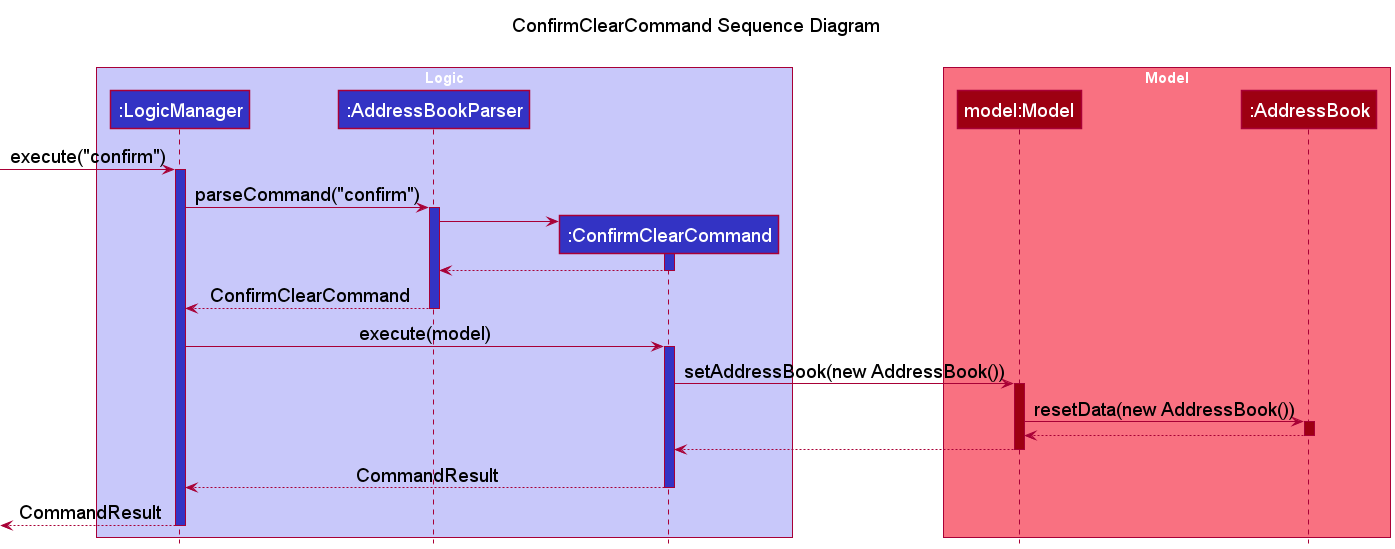 ConfirmClearCommand Sequence Diagram
Logic
Model
:LogicManager
:AddressBookParser
model:Model
:AddressBook
execute("confirm")
parseCommand("confirm")
:ConfirmClearCommand
ConfirmClearCommand
execute(model)
setAddressBook(new AddressBook())
resetData(new AddressBook())
CommandResult
CommandResult